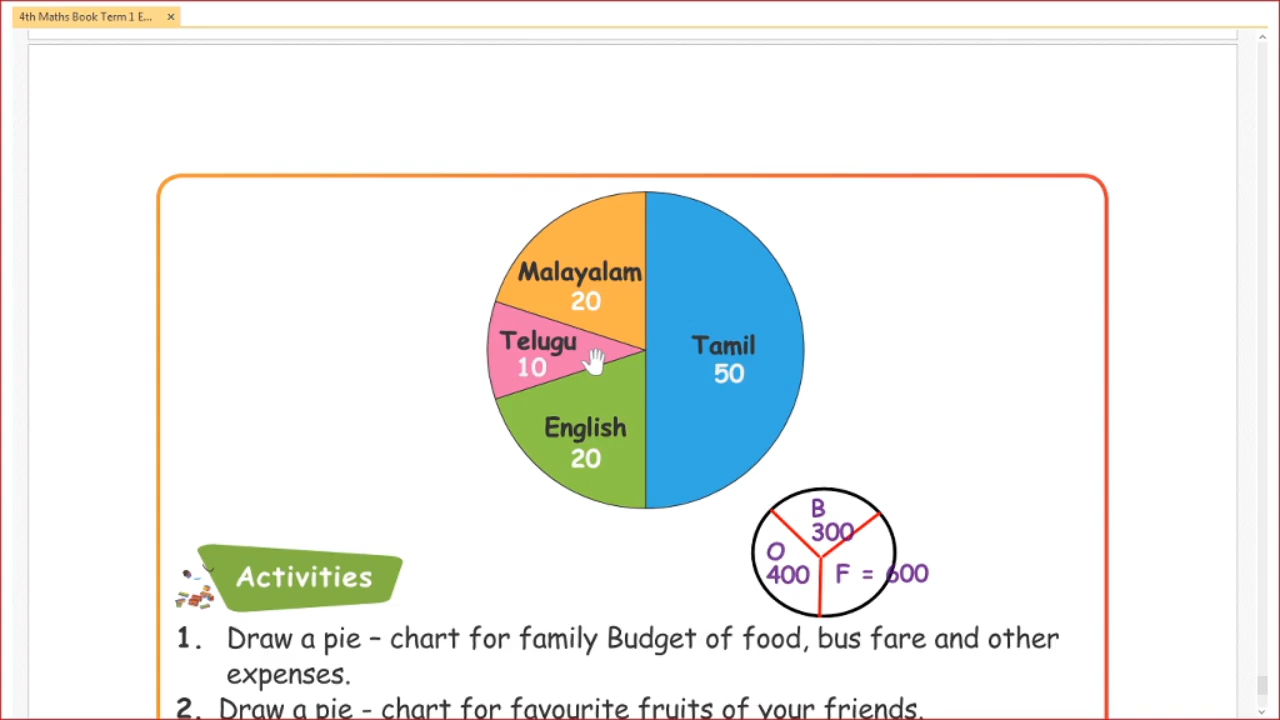 4th Maths Book Term 1 E...
Malayalam
20
Telugu
10
Tamil
50
English
20
B
300
O
400
F = 600
Activities
1. Draw a pie – chart for family Budget of food, bus fare and other
expenses.
2. Draw a pie - chart for favourite fruits of your friends.